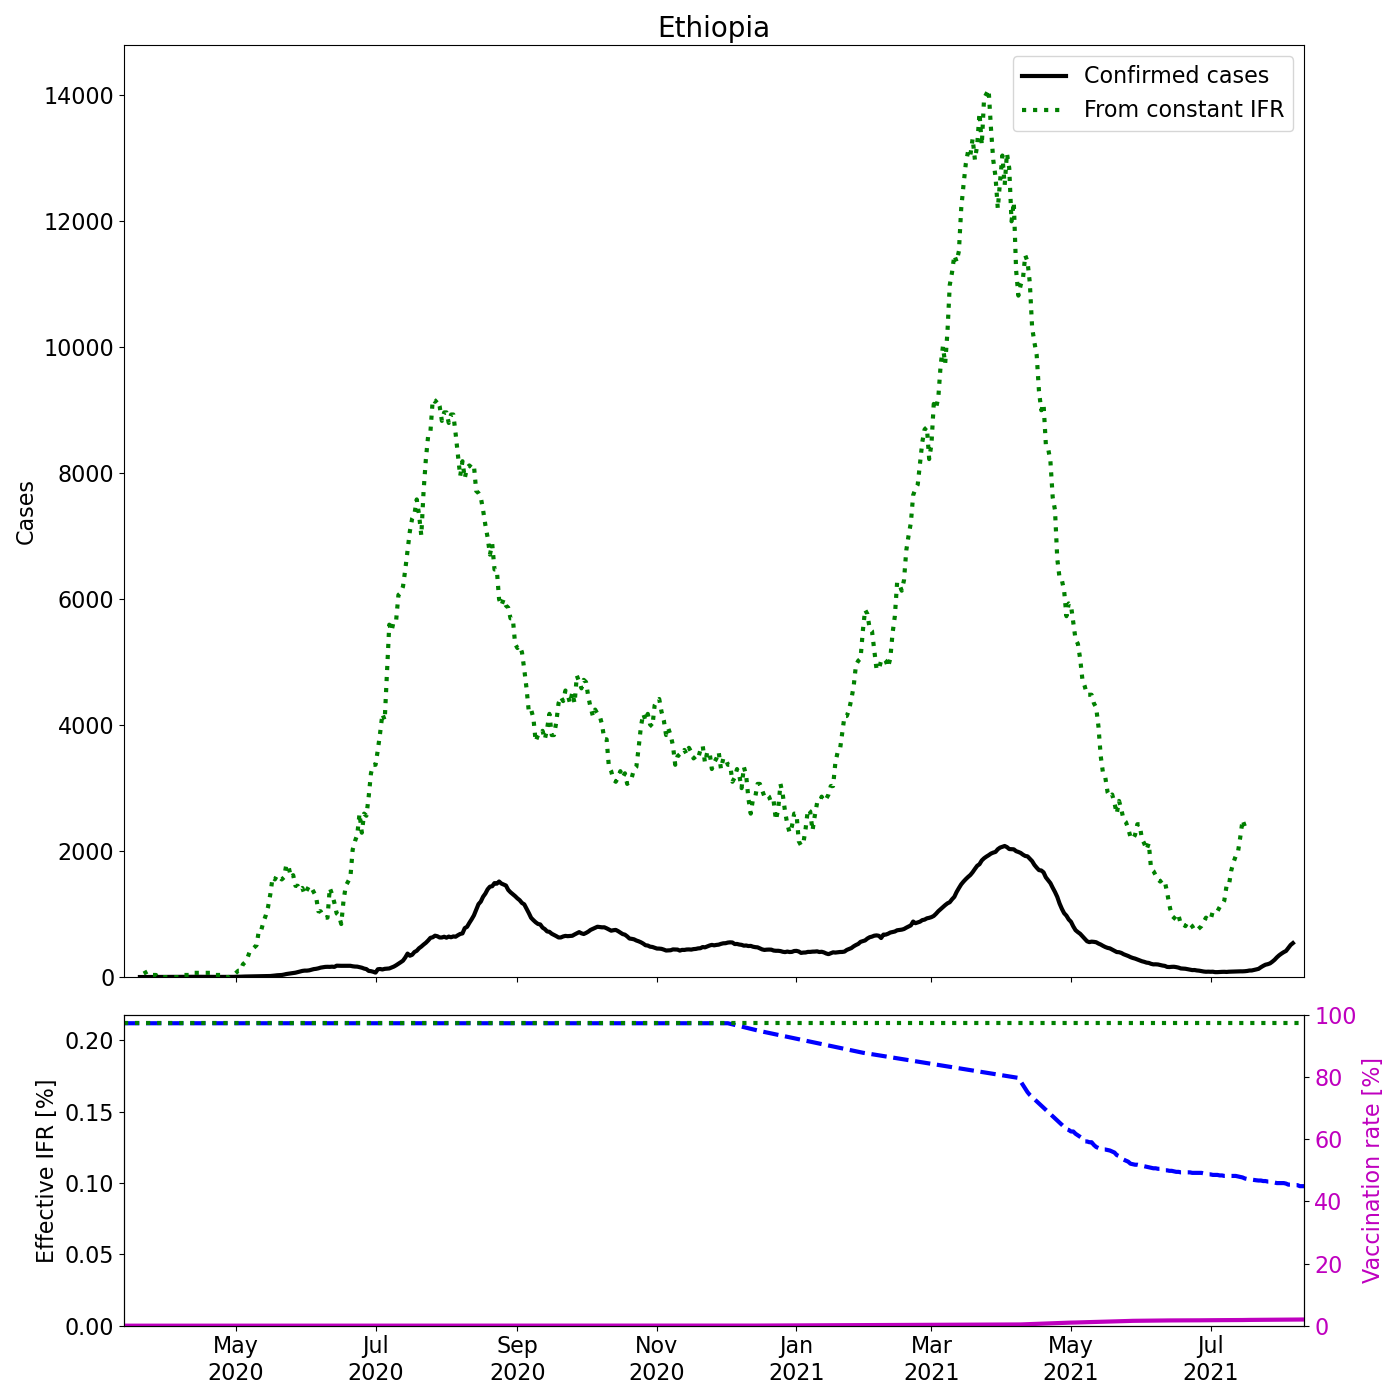 Ethiopia
Confirmed cases
From constant IFR
14000
12000
10000
8000
6000
4000
2000
0
Cases
0.20
0.15
0.10
0.05
0.00
Effective IFR [%]
100
80
60
40
20
0
Vaccination rate [%]
May Jul Sep Nov Jan Mar May Jul
2020 2020 2020 2020 2021 2021 2021 2021